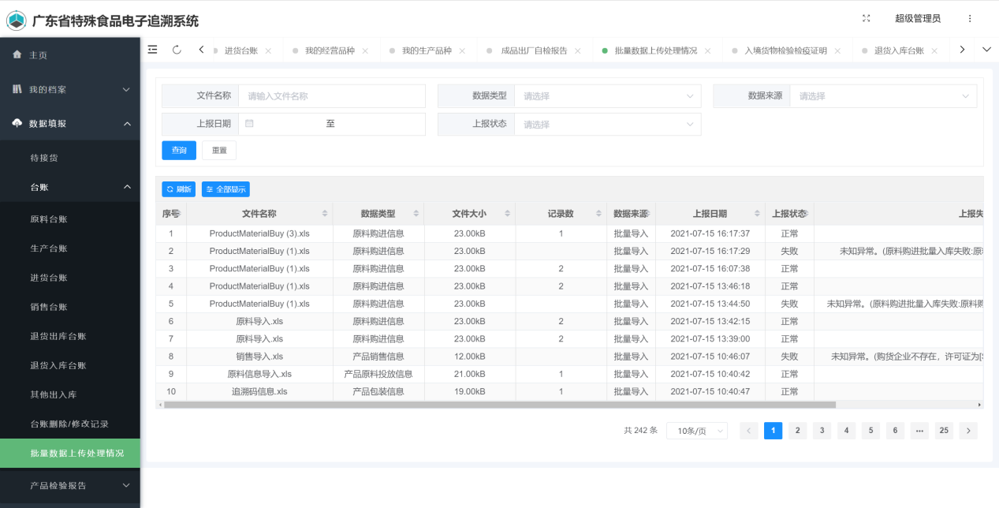 广东省特殊食品电子追溯系统
超级管理员
主页
我的档案
数据填报
待接货
台账
原料台账
生产台账
进货台账
销售台账
退货出库台账
退货入库台账
其他出入库
台账删除/修改记录
批量数据上传处理情况
产品检验报告
进货台账 我的经营品种 我的生产品种 成品出厂自检报告 批量数据上传处理情况 入境货物检验检疫证明 退货入库台账
文件名称 请输入文件名称 数据类型 请选择 数据来源 请选择
上报日期 至 上报状态 请选择
查询 重置
刷新 全部显示
序号 文件名称 数据类型 文件大小 记录数 数据来源 上报日期 上报状态 上报失
1 ProductMaterialBuy (3).xls 原料购进信息 23.00kB 1 批量导入 2021-07-15 16:17:37 正常
2 ProductMaterialBuy (1).xls 原料购进信息 23.00kB 批量导入 2021-07-15 16:17:29 失败 未知异常。(原料购进批量入库失败:原
3 ProductMaterialBuy (1).xls 原料购进信息 23.00kB 2 批量导入 2021-07-15 16:07:38 正常
4 ProductMaterialBuy (1).xls 原料购进信息 23.00kB 2 批量导入 2021-07-15 13:46:18 正常
5 ProductMaterialBuy (1).xls 原料购进信息 23.00kB 批量导入 2021-07-15 13:44:50 失败 未知异常。(原料购进批量入库失败:原料购
6 原料导入.xls 原料购进信息 23.00kB 2 批量导入 2021-07-15 13:42:15 正常
7 原料导入.xls 原料购进信息 23.00kB 2 批量导入 2021-07-15 13:39:00 正常
8 销售导入.xls 产品销售信息 12.00kB 批量导入 2021-07-15 10:46:07 失败 未知异常。(购货企业不存在，许可证为[
9 原料信息导入.xls 产品原料投放信息 21.00kB 1 批量导入 2021-07-15 10:40:42 正常
10 追溯码信息.xls 产品包装信息 19.00kB 1 批量导入 2021-07-15 10:40:47 正常
共 242 条 10条/页 1 2 3 4 5 6 ··· 25